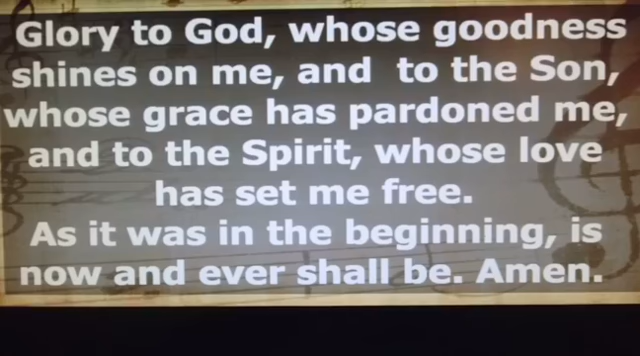 Glory to God, whose goodness
shines on me, and to the Son,
whose grace has pardoned me,
and to the Spirit, whose love
has set me free.
As it was in the beginning, is
now and ever shall be. Amen.